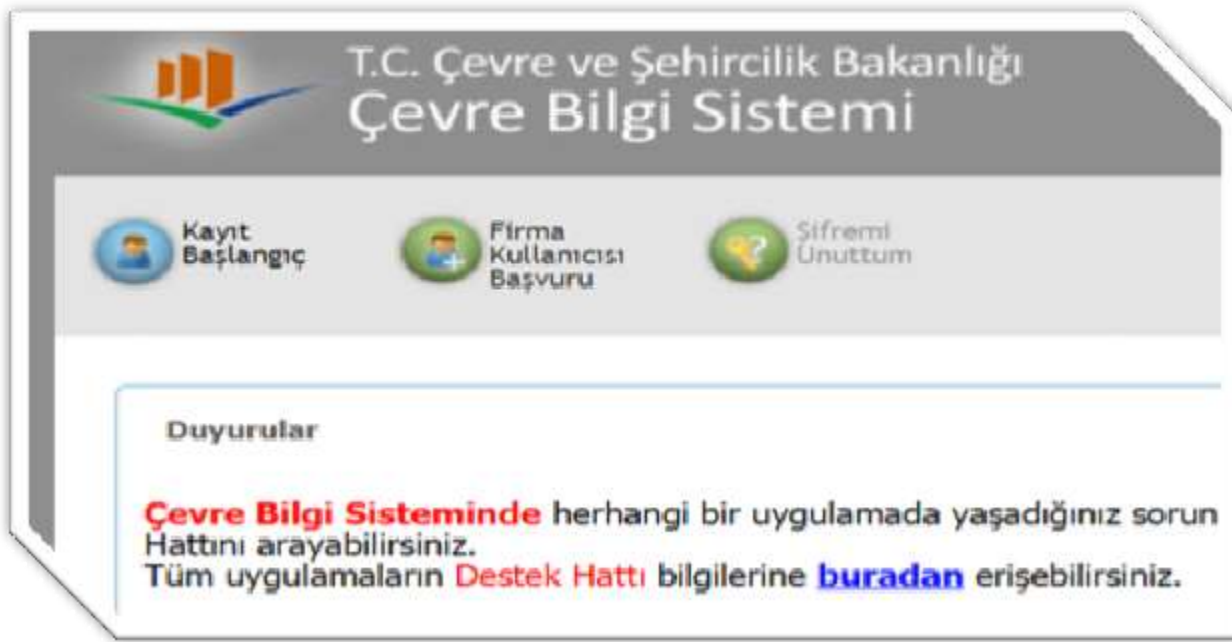 T.C. Çevre ve Şehircilik Bakanlığı
Çevre Bilgi Sistemi
Kayıt
Başlangıç
Firma
Kullanıcısı
Başvuru
Şifremi
Unuttum
Duyurular
Çevre Bilgi Sisteminde herhangi bir uygulamada yaşadığınız sorun
Hattını arayabilirsiniz.
Tüm uygulamaların Destek Hattı bilgilerine buradan erişebilirsiniz.